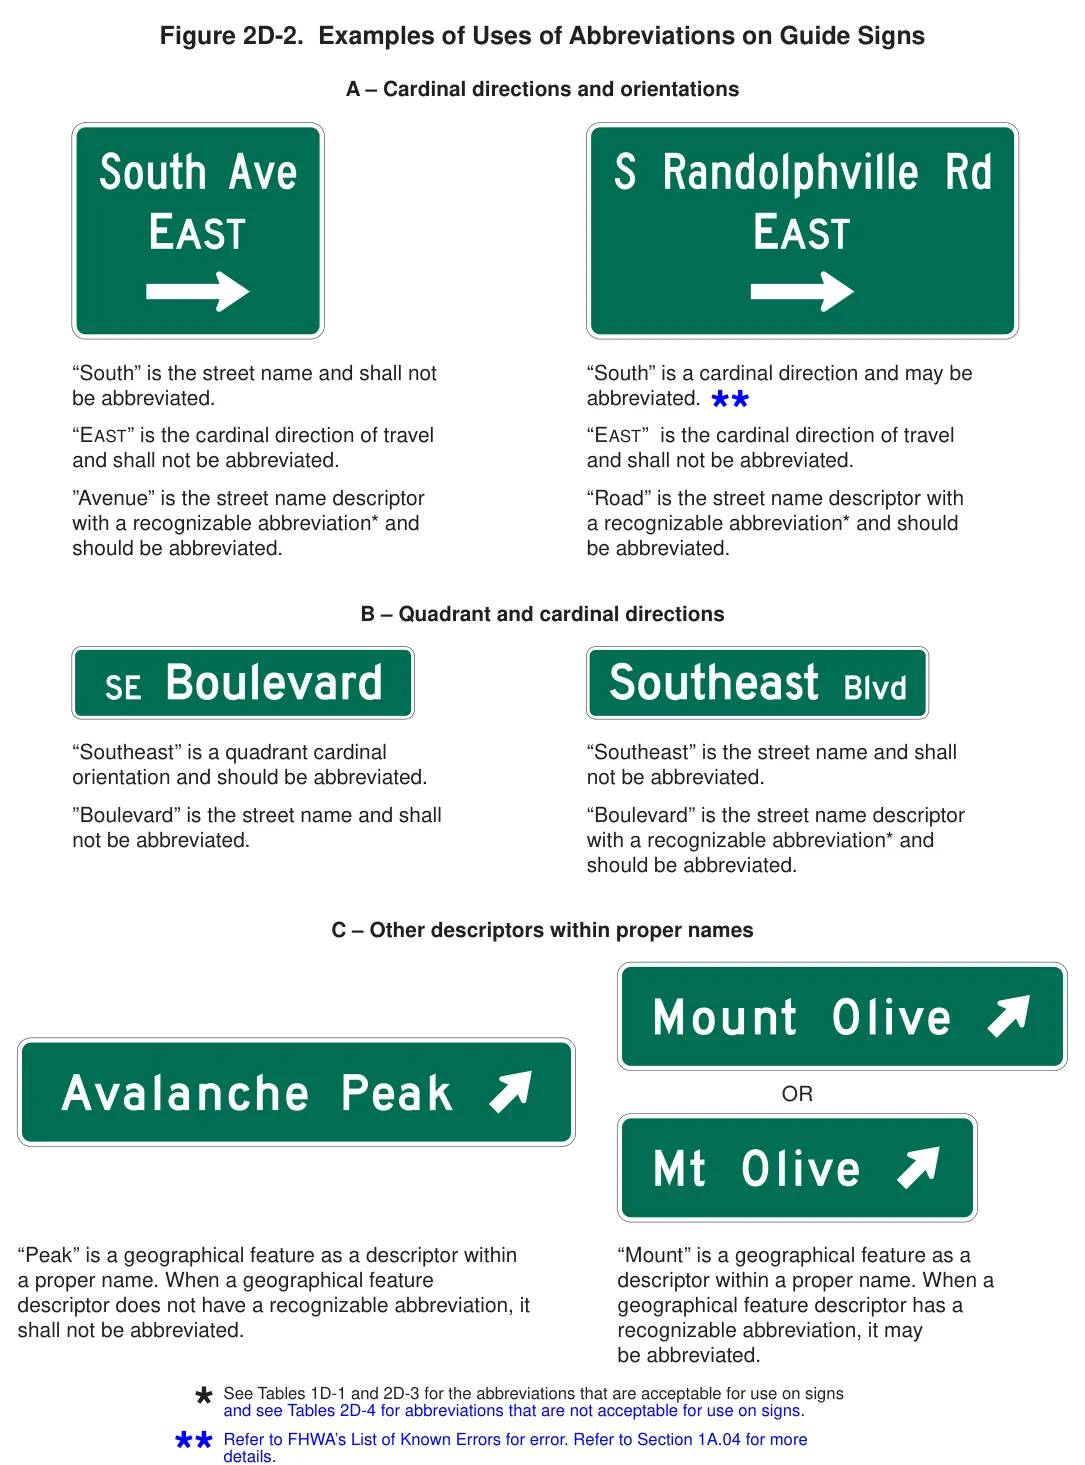 Figure 2D-2.  Examples of Uses of Abbreviations on Guide Signs
A – Cardinal directions and orientations
South Ave
EAST
S Randolphville Rd
EAST
“South” is the street name and shall not
be abbreviated.
“EAST” is the cardinal direction of travel
and shall not be abbreviated.
”Avenue” is the street name descriptor
with a recognizable abbreviation* and
should be abbreviated.
“South” is a cardinal direction and may be
abbreviated. **
“EAST”  is the cardinal direction of travel
and shall not be abbreviated.
“Road” is the street name descriptor with
a recognizable abbreviation* and should
be abbreviated.
B – Quadrant and cardinal directions
SE Boulevard
Southeast Blvd
“Southeast” is a quadrant cardinal
orientation and should be abbreviated.
”Boulevard” is the street name and shall
not be abbreviated.
“Southeast” is the street name and shall
not be abbreviated.
“Boulevard” is the street name descriptor
with a recognizable abbreviation* and
should be abbreviated.
C – Other descriptors within proper names
Avalanche Peak
Mount Olive
OR
Mt Olive
“Peak” is a geographical feature as a descriptor within
a proper name. When a geographical feature
descriptor does not have a recognizable abbreviation, it
shall not be abbreviated.
“Mount” is a geographical feature as a
descriptor within a proper name. When a
geographical feature descriptor has a
recognizable abbreviation, it may
be abbreviated.
* See Tables 1D-1 and 2D-3 for the abbreviations that are acceptable for use on signs
and see Tables 2D-4 for abbreviations that are not acceptable for use on signs.
** Refer to FHWA’s List of Known Errors for error. Refer to Section 1A.04 for more
details.